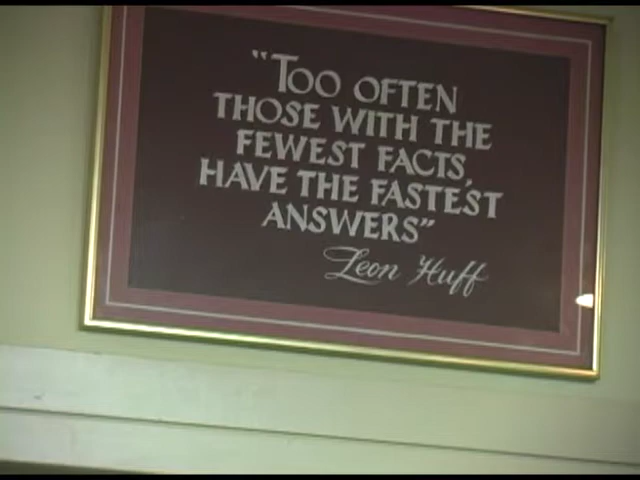 "TOO OFTEN
THOSE WITH THE
FEWEST FACTS,
HAVE THE FASTEST
ANSWERS"
Leon Huff